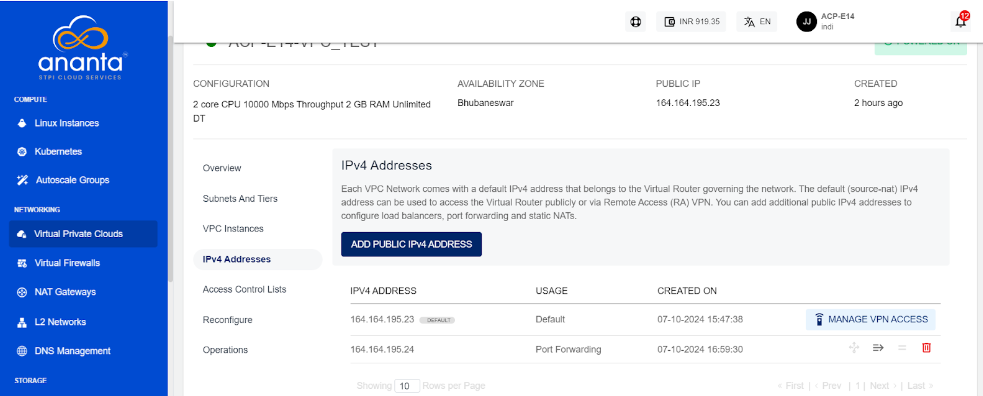 ananta
STPI CLOUD SERVICES
COMPUTE
Linux Instances
Kubernetes
Autoscale Groups
NETWORKING
Virtual Private Clouds
Virtual Firewalls
NAT Gateways
L2 Networks
DNS Management
STORAGE
INR 919.35
EN
JJ
ACP-E14
indi
12
ACP-E14-VPC_TEST
POWERED ON
CONFIGURATION
2 core CPU 10000 Mbps Throughput 2 GB RAM Unlimited
DT
AVAILABILITY ZONE
Bhubaneswar
PUBLIC IP
164.164.195.23
CREATED
2 hours ago
Overview
Subnets And Tiers
VPC Instances
IPv4 Addresses
Access Control Lists
Reconfigure
Operations
IPv4 Addresses
Each VPC Network comes with a default IPv4 address that belongs to the Virtual Router governing the network. The default (source-nat) IPv4
address can be used to access the Virtual Router publicly or via Remote Access (RA) VPN. You can add additional public IPv4 addresses to
configure load balancers, port forwarding and static NATs.
ADD PUBLIC IPv4 ADDRESS
IPV4 ADDRESS USAGE CREATED ON
164.164.195.23 DEFAULT Default 07-10-2024 15:47:38 MANAGE VPN ACCESS
164.164.195.24 Port Forwarding 07-10-2024 16:59:30
Showing 10 Rows per Page « First | ‹ Prev | 1 | Next › | Last »